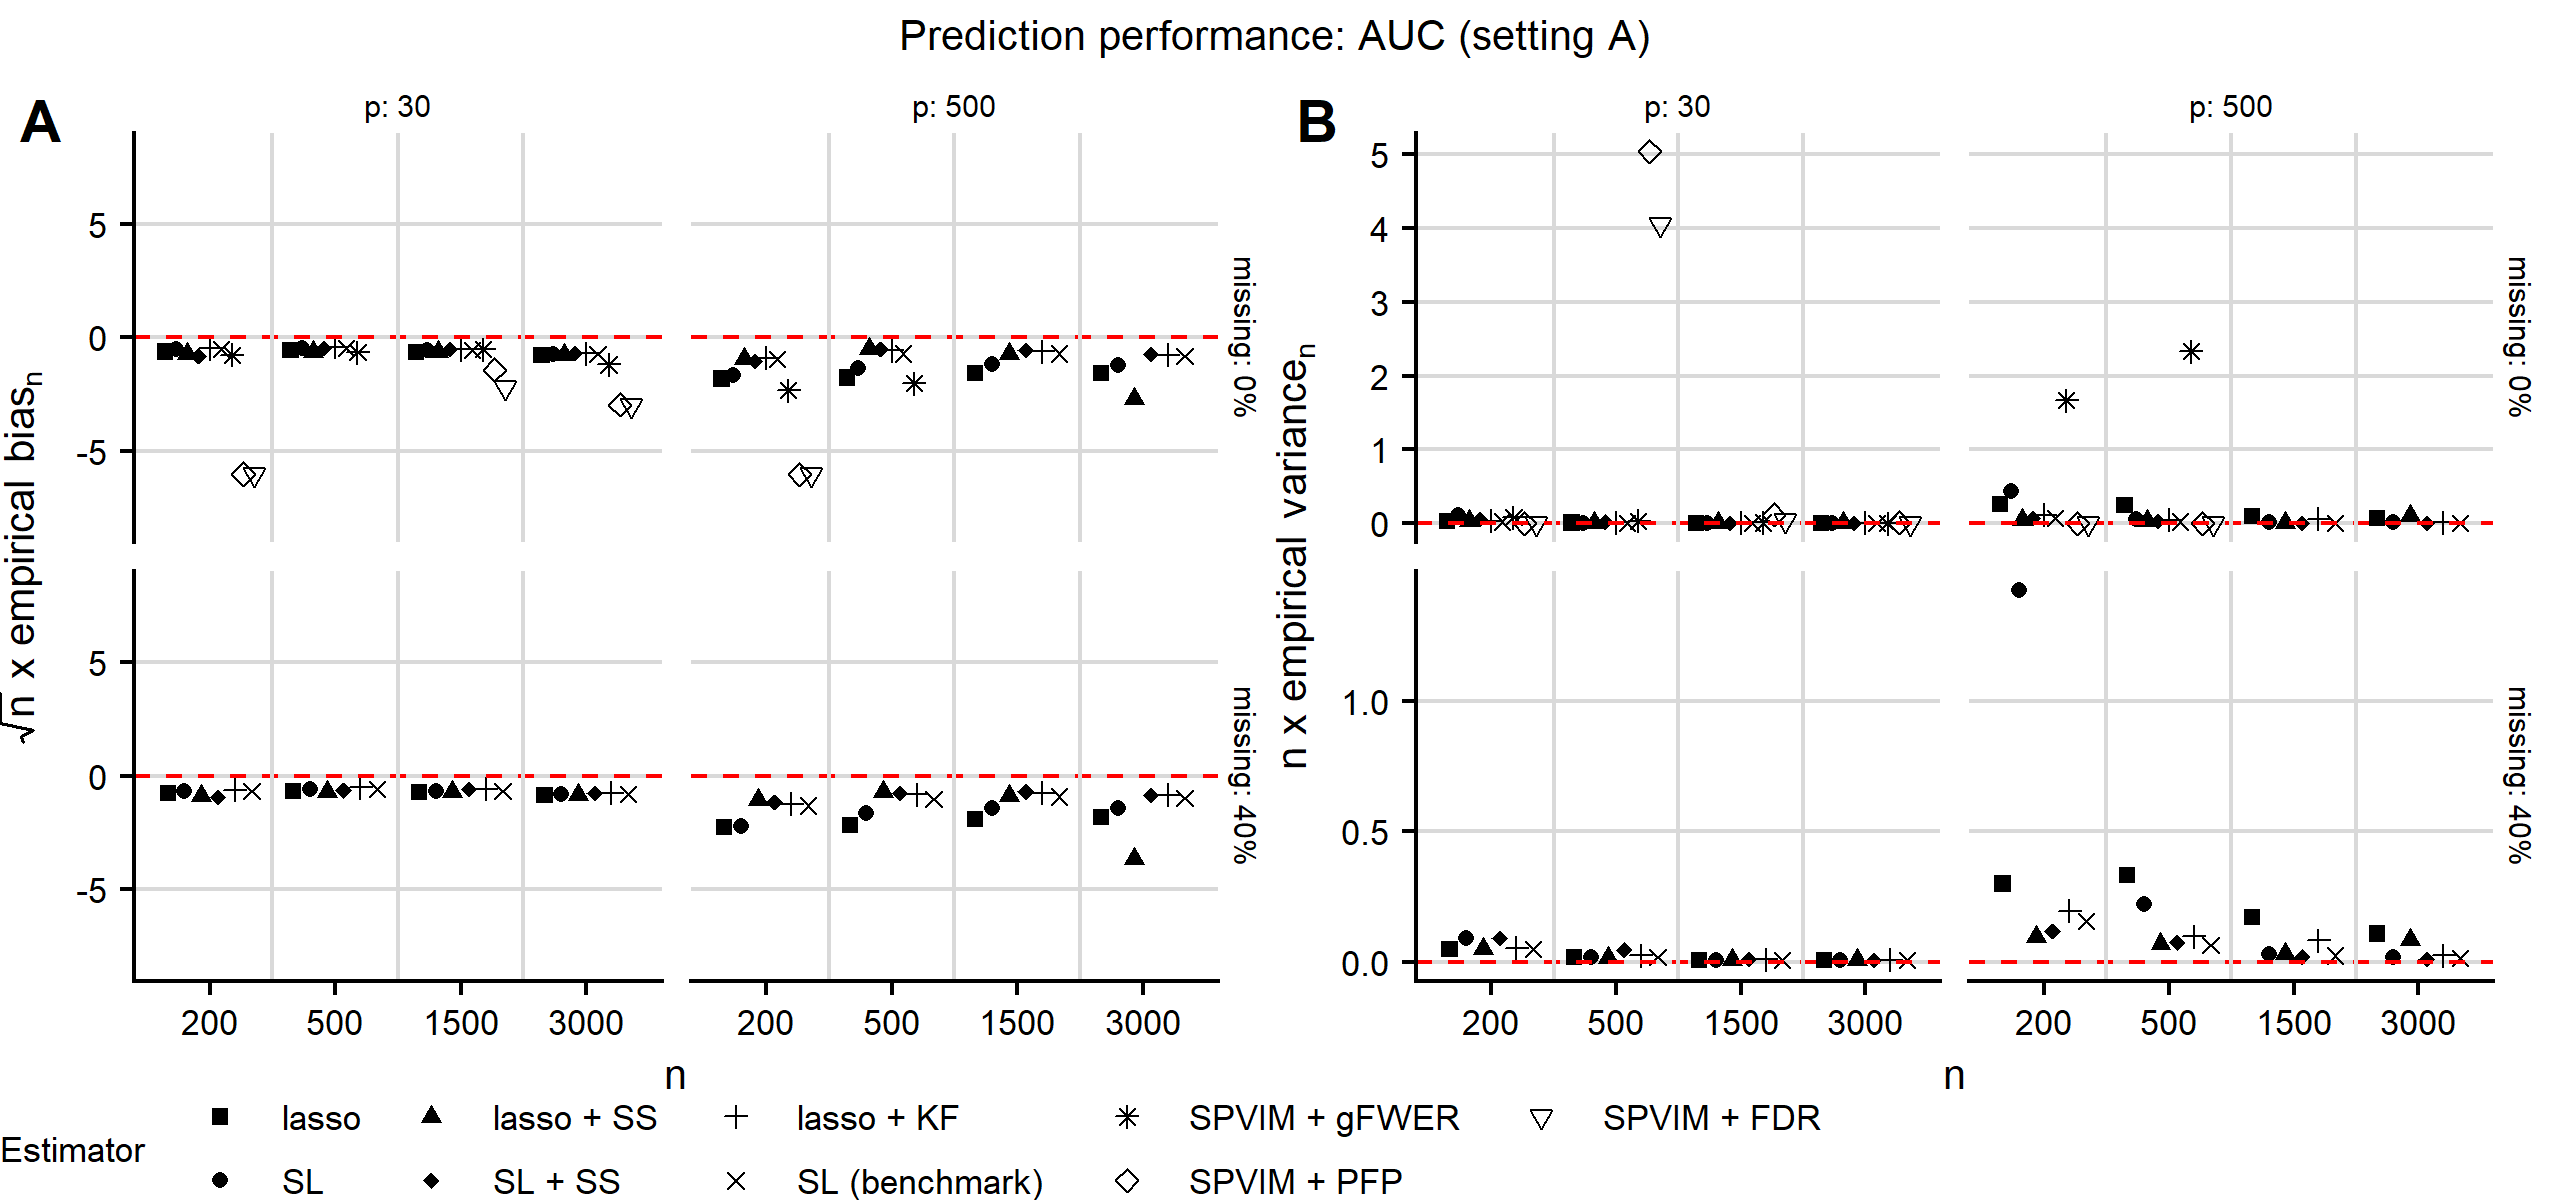 Prediction performance: AUC (setting A)
A
p: 30
p: 500
√n x empirical biasₙ
5
0
-5
missing: 0%
5
0
-5
missing: 40%
200
500
1500
3000
200
500
1500
3000
n
B
p: 30
p: 500
n x empirical varianceₙ
5
4
3
2
1
0
missing: 0%
1.0
0.5
0.0
missing: 40%
200
500
1500
3000
200
500
1500
3000
n
Estimator
lasso
SL
lasso + SS
SL + SS
lasso + KF
SL (benchmark)
SPVIM + gFWER
SPVIM + PFP
SPVIM + FDR